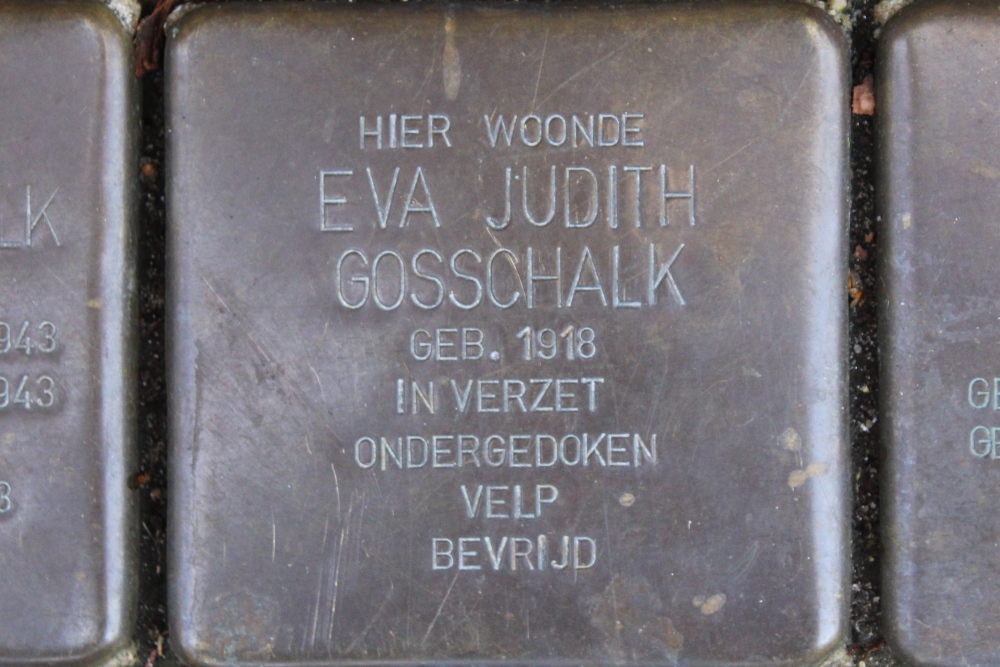 HIER WOONDE
EVA JUDITH
GOSSCHALK
GEB. 1918
IN VERZET
ONDERGEDOKEN
VELP
BEVRIJD